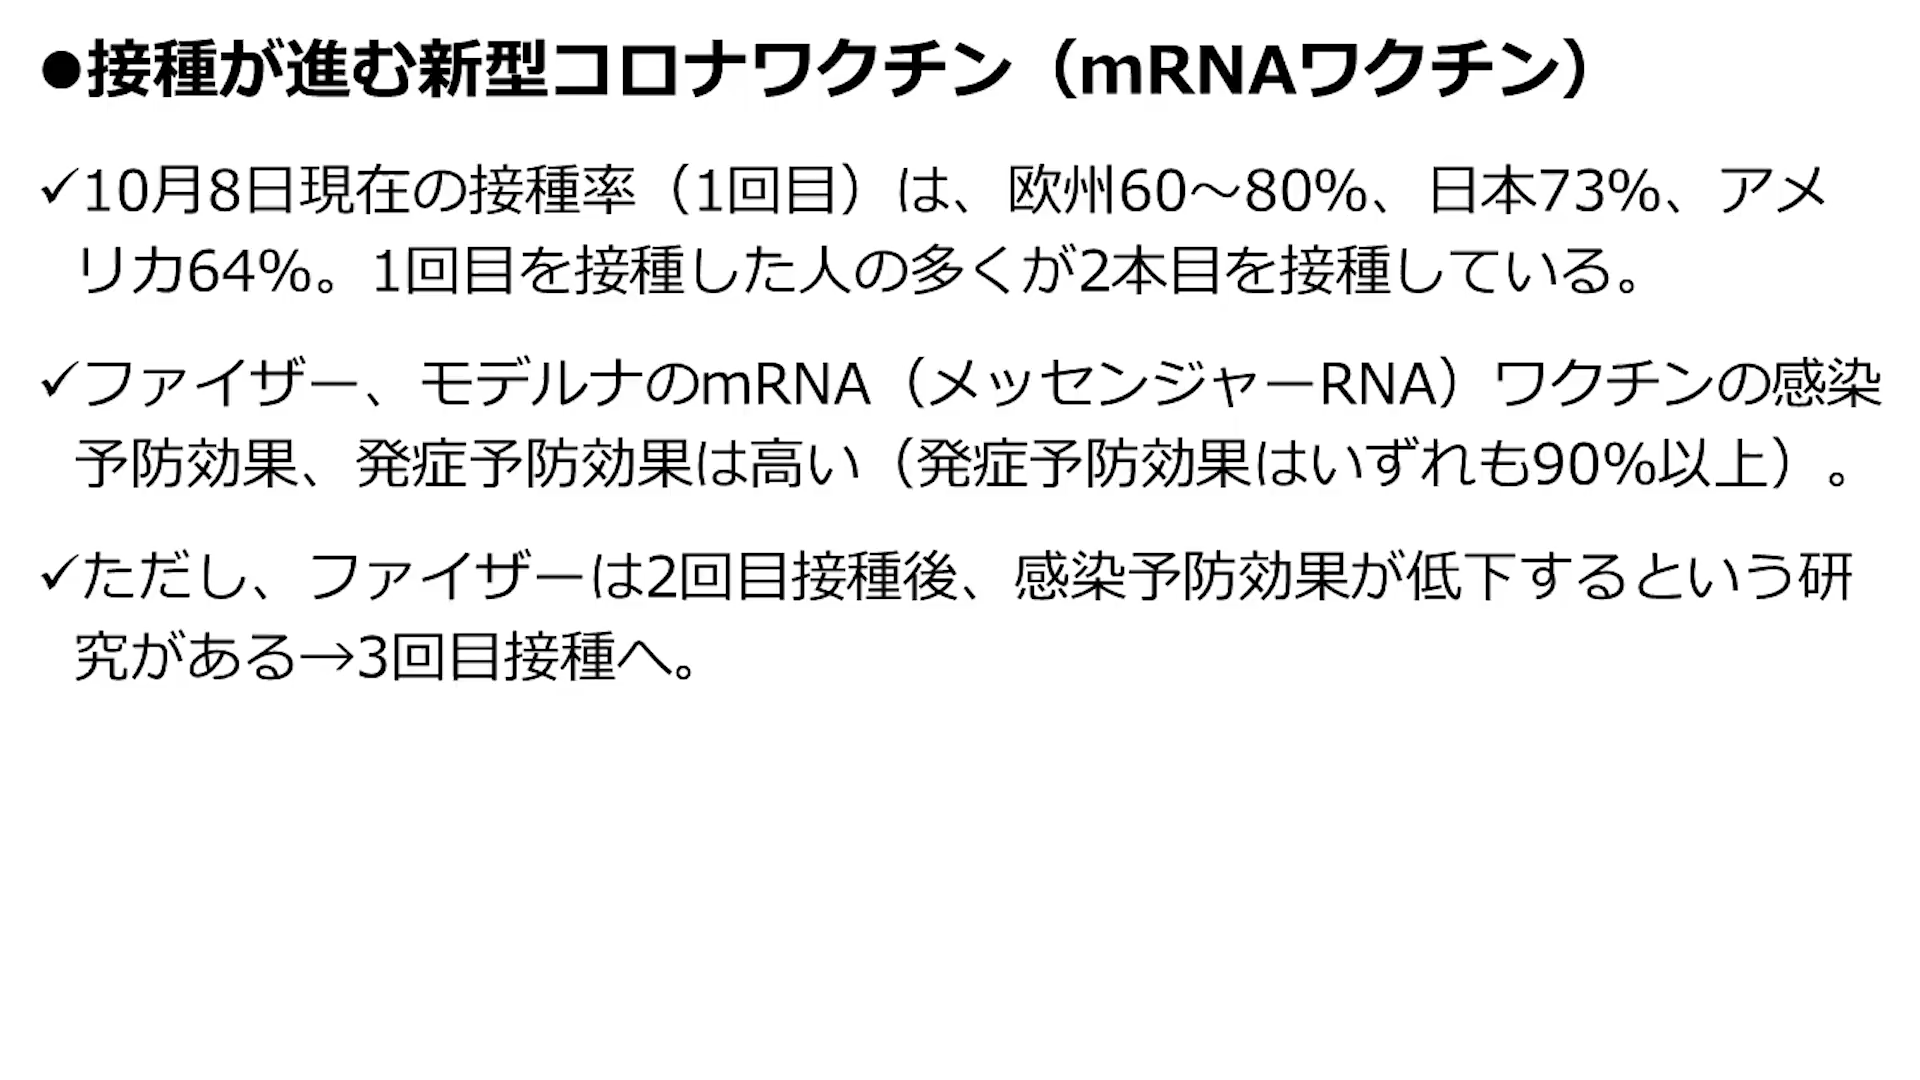 ●接種が進む新型コロナワクチン（mRNAワクチン）
✓10月8日現在の接種率（1回目）は、欧州60～80%、日本73%、アメ
リカ64%。1回目を接種した人の多くが2本目を接種している。
✓ファイザー、モデルナのmRNA（メッセンジャーRNA）ワクチンの感染
予防効果、発症予防効果は高い（発症予防効果はいずれも90%以上）。
✓ただし、ファイザーは2回目接種後、感染予防効果が低下するという研
究がある→3回目接種へ。